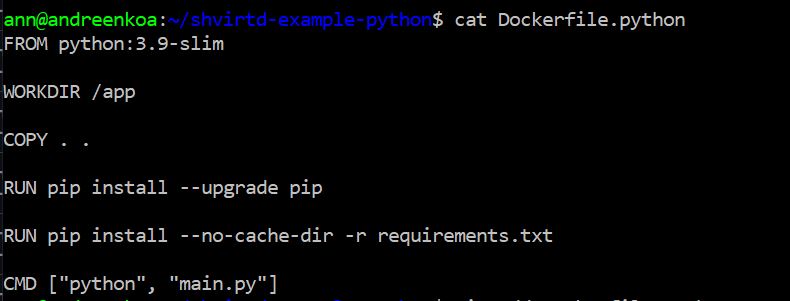 ann@andreenkoa:~/shvirtd-example-python$ cat Dockerfile.python
FROM python:3.9-slim
WORKDIR /app
COPY . .
RUN pip install --upgrade pip
RUN pip install --no-cache-dir -r requirements.txt
CMD ["python", "main.py"]